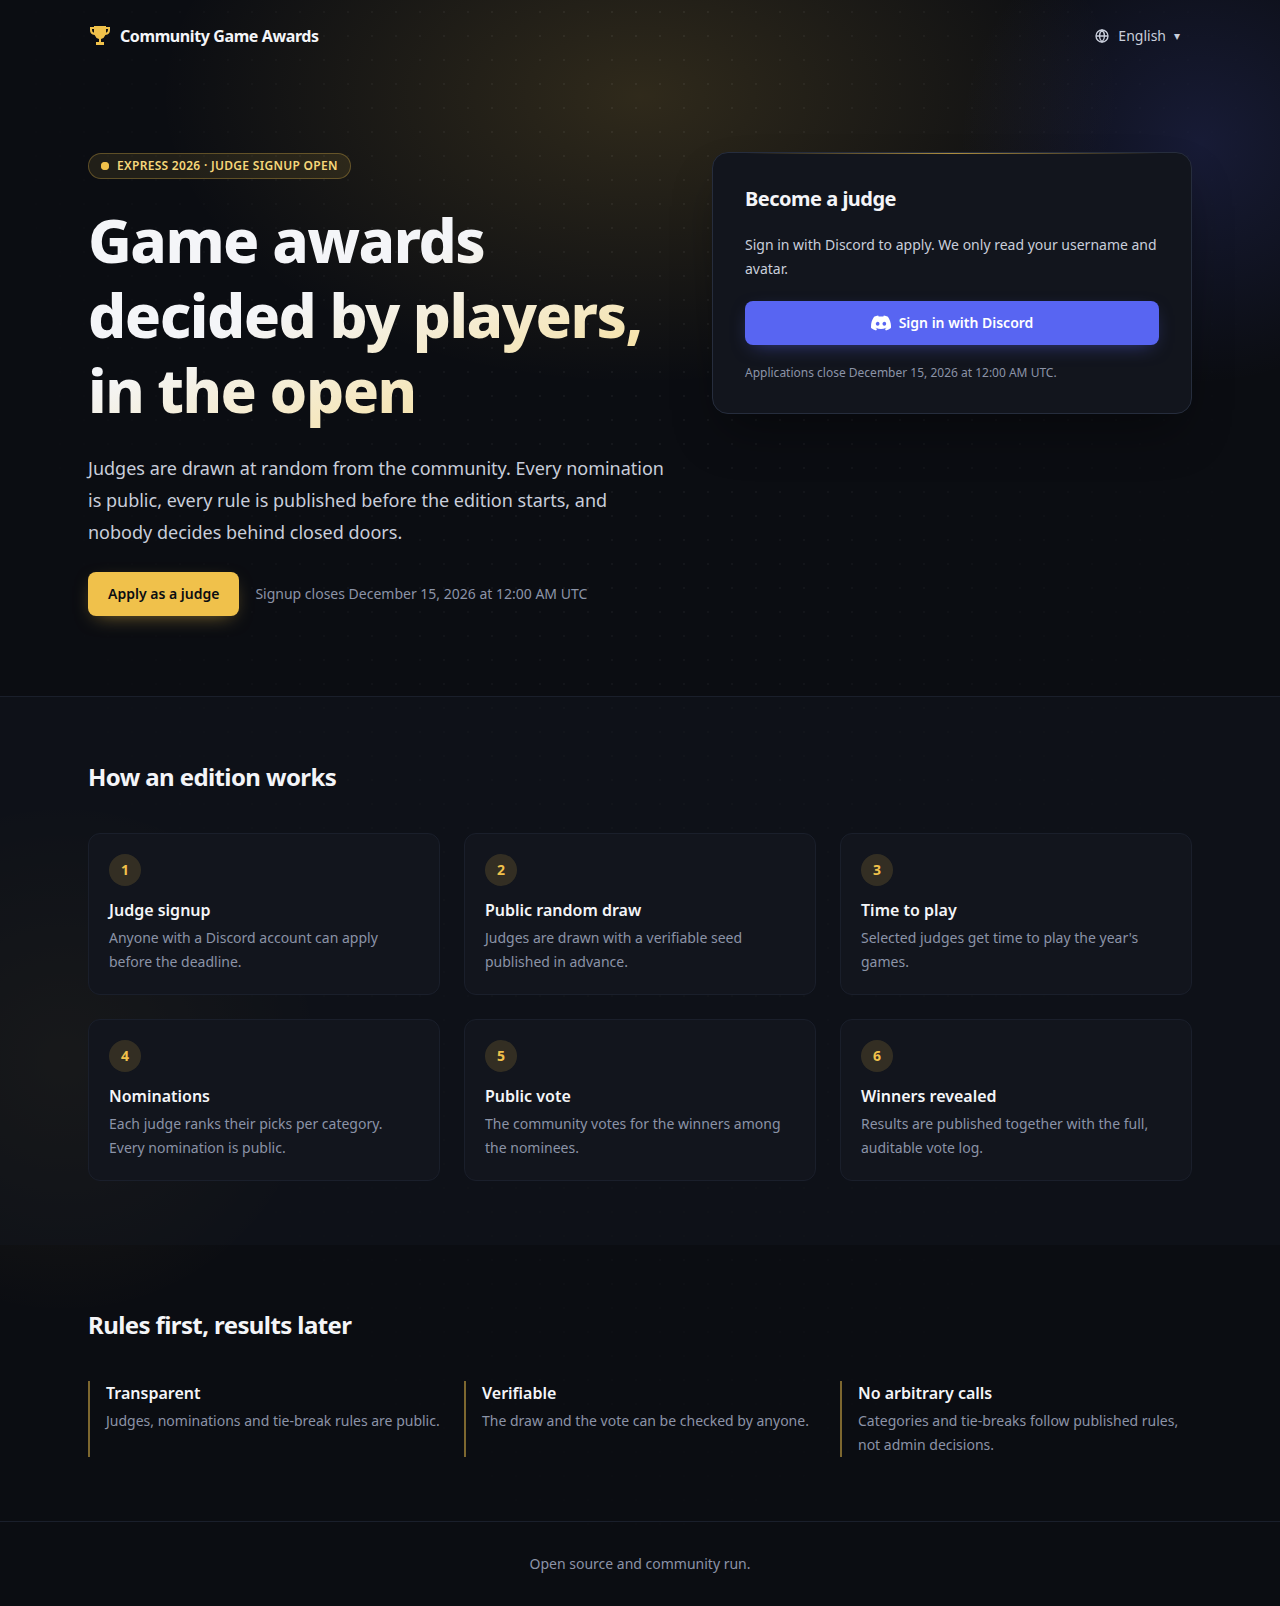 Community Game Awards
English ▾
EXPRESS 2026 · JUDGE SIGNUP OPEN
Game awards
decided by players,
in the open
Judges are drawn at random from the community. Every nomination
is public, every rule is published before the edition starts, and
nobody decides behind closed doors.
Apply as a judge
Signup closes December 15, 2026 at 12:00 AM UTC
Become a judge
Sign in with Discord to apply. We only read your username and
avatar.
Sign in with Discord
Applications close December 15, 2026 at 12:00 AM UTC.
How an edition works
1
Judge signup
Anyone with a Discord account can apply
before the deadline.
2
Public random draw
Judges are drawn with a verifiable seed
published in advance.
3
Time to play
Selected judges get time to play the year's
games.
4
Nominations
Each judge ranks their picks per category.
Every nomination is public.
5
Public vote
The community votes for the winners among
the nominees.
6
Winners revealed
Results are published together with the full,
auditable vote log.
Rules first, results later
Transparent
Judges, nominations and tie-break rules are public.
Verifiable
The draw and the vote can be checked by anyone.
No arbitrary calls
Categories and tie-breaks follow published rules,
not admin decisions.
Open source and community run.